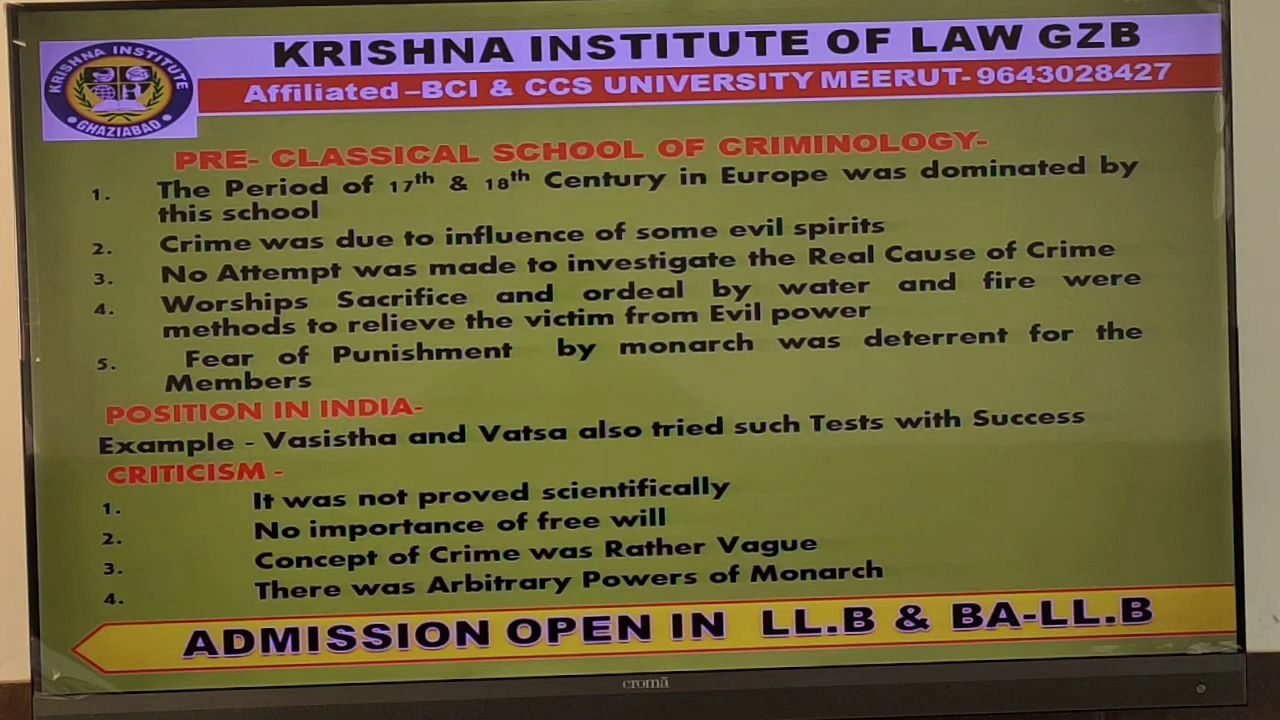 KRISHNA INSTITUTE OF LAW GZB
Affiliated –BCI & CCS UNIVERSITY MEERUT- 9643028427
KRISHNA INSTITUTE
GHAZIABAD
PRE- CLASSICAL SCHOOL OF CRIMINOLOGY-
1. The Period of 17th & 18th Century in Europe was dominated by
this school
2. Crime was due to influence of some evil spirits
3. No Attempt was made to investigate the Real Cause of Crime
4. Worships Sacrifice and ordeal by water and fire were
methods to relieve the victim from Evil power
5. Fear of Punishment by monarch was deterrent for the
Members
POSITION IN INDIA-
Example - Vasistha and Vatsa also tried such Tests with Success
CRITICISM -
1. It was not proved scientifically
2. No importance of free will
3. Concept of Crime was Rather Vague
4. There was Arbitrary Powers of Monarch
ADMISSION OPEN IN LL.B & BA-LL.B
cromā